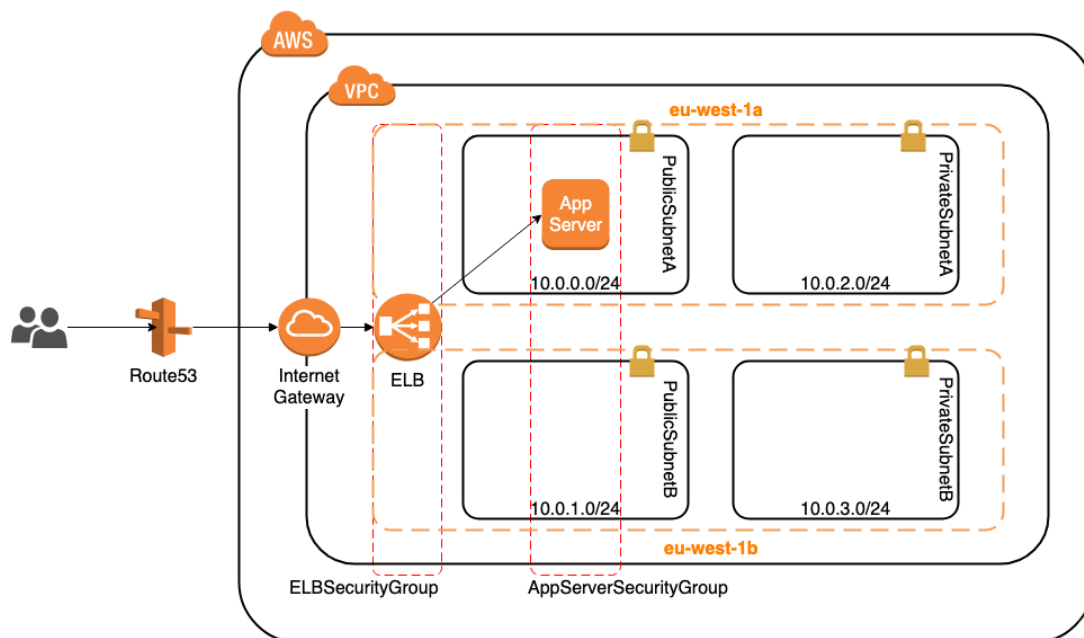 AWS
VPC
eu-west-1a
PublicSubnetA
PrivateSubnetA
App
Server
10.0.0.0/24
10.0.2.0/24
Route53
Internet
Gateway
ELB
PublicSubnetB
PrivateSubnetB
10.0.1.0/24
10.0.3.0/24
eu-west-1b
ELBSecurityGroup
AppServerSecurityGroup